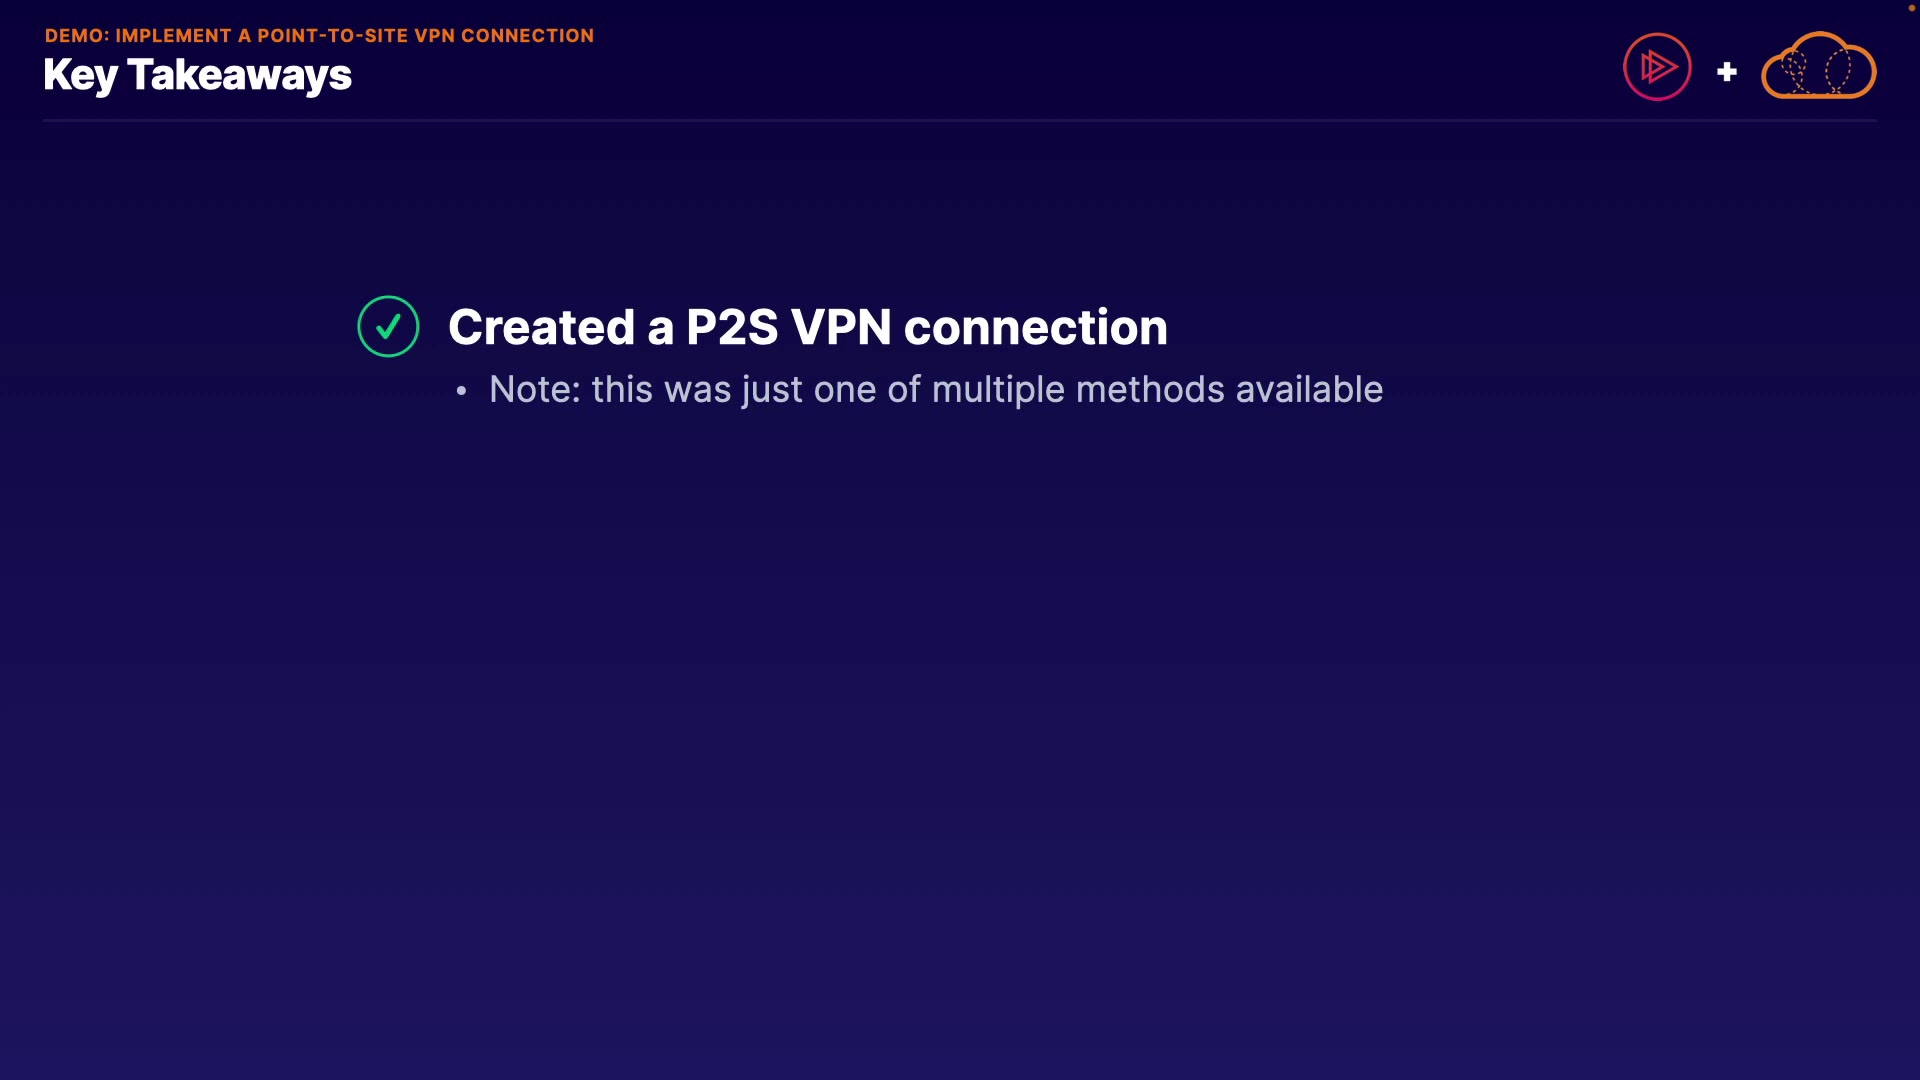 DEMO: IMPLEMENT A POINT-TO-SITE VPN CONNECTION
Key Takeaways
Created a P2S VPN connection
• Note: this was just one of multiple methods available